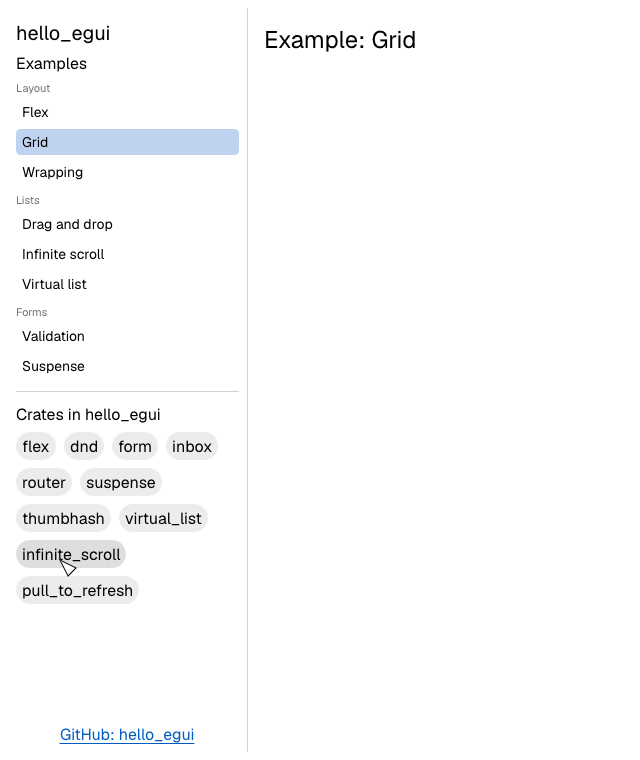 hello_egui
Examples
Layout
Flex
Grid
Wrapping
Lists
Drag and drop
Infinite scroll
Virtual list
Forms
Validation
Suspense
Crates in hello_egui
flex dnd form inbox
router suspense
thumbhash virtual_list
infinite_scroll
pull_to_refresh
GitHub: hello_egui
Example: Grid